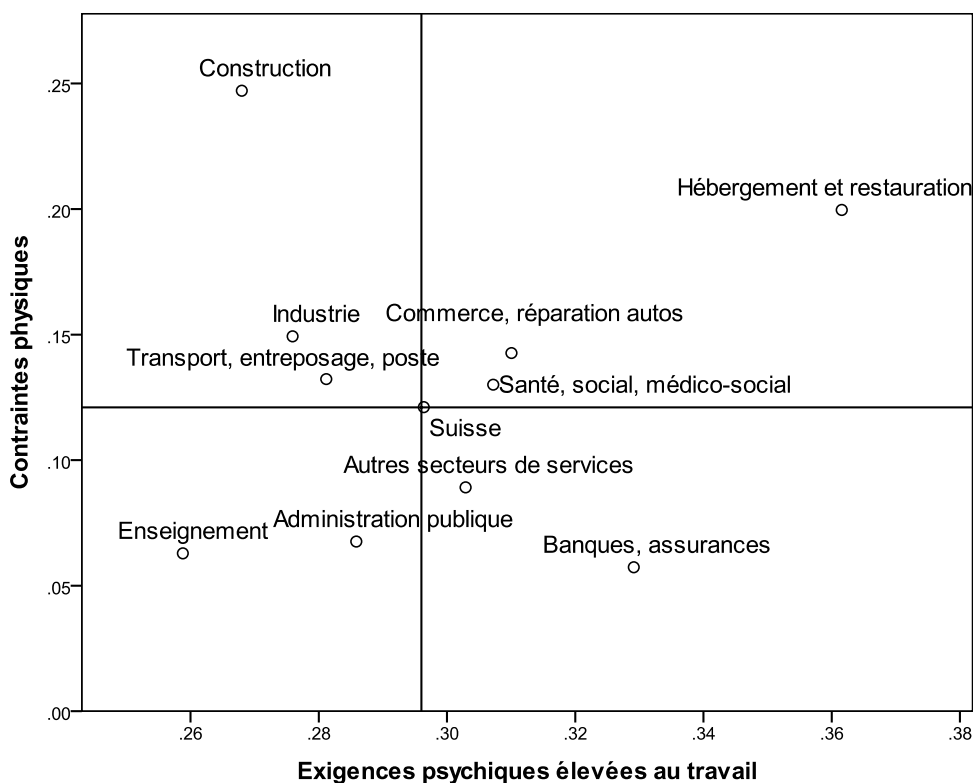 Construction
.25
Hébergement et restauration
.20
Industrie
Commerce, réparation autos
.15
Transport, entreposage, poste
Santé, social, médico-social
Suisse
.10
Autres secteurs de services
Enseignement
Administration publique
Banques, assurances
.05
.00
Contraintes physiques
.26 .28 .30 .32 .34 .36 .38
Exigences psychiques élevées au travail